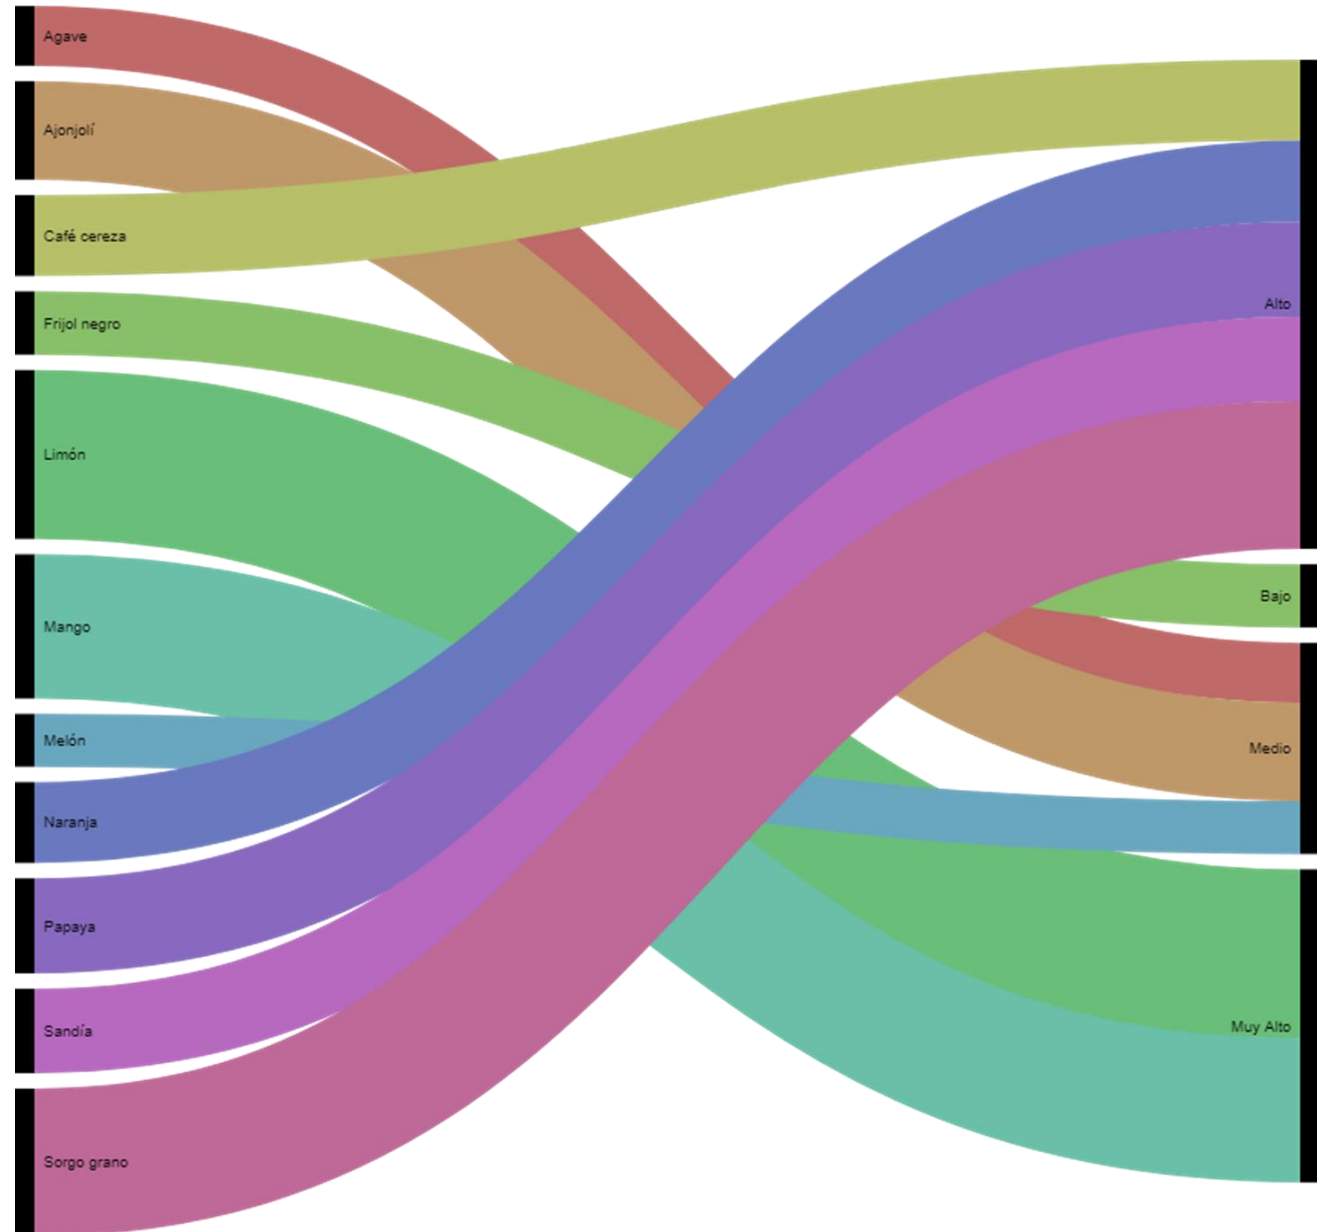 Agave
Ajonjolí
Café cereza
Frijol negro
Limón
Mango
Melón
Naranja
Papaya
Sandía
Sorgo grano
Alto
Bajo
Medio
Muy Alto